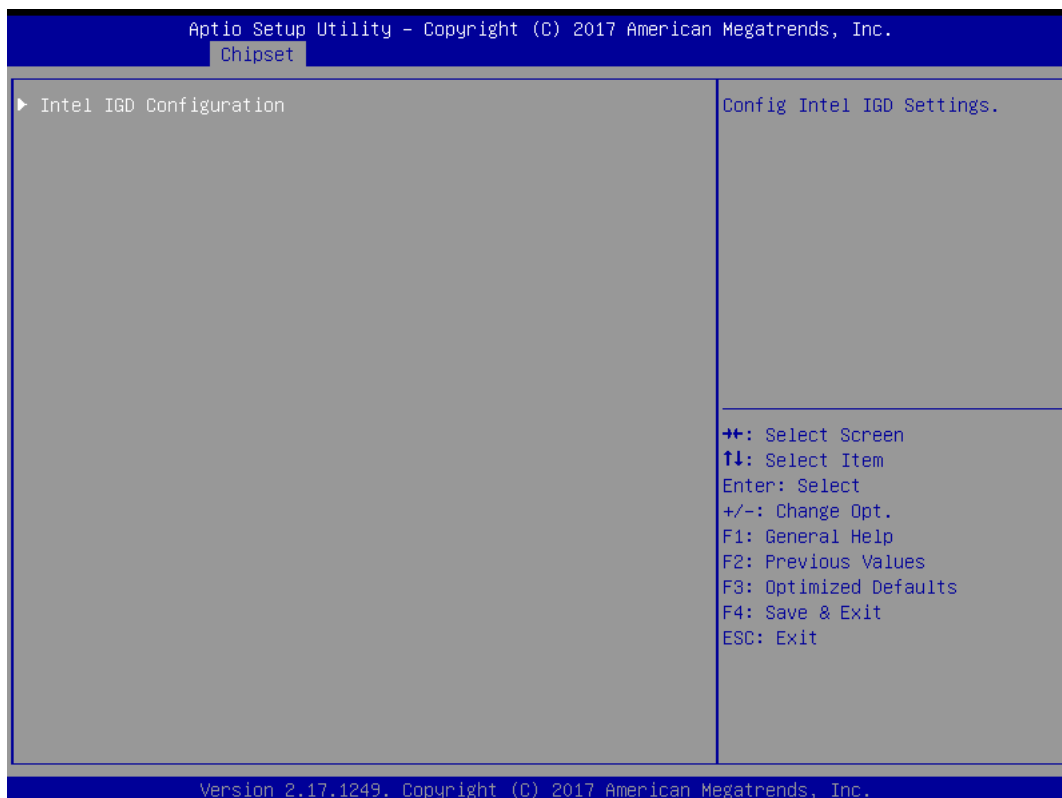 Aptio Setup Utility – Copyright (C) 2017 American Megatrends, Inc.
Chipset
▶ Intel IGD Configuration
Config Intel IGD Settings.
→←: Select Screen
↑↓: Select Item
Enter: Select
+/-: Change Opt.
F1: General Help
F2: Previous Values
F3: Optimized Defaults
F4: Save & Exit
ESC: Exit
Version 2.17.1249. Copyright (C) 2017 American Megatrends, Inc.